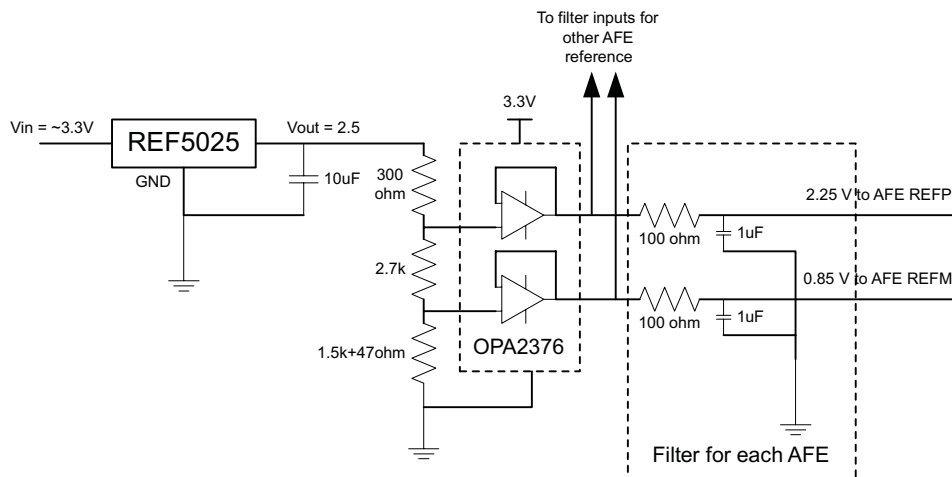 To filter inputs for
other AFE
reference
3.3V
Vin = ~3.3V
REF5025
Vout = 2.5
GND
10uF
300
ohm
2.7k
1.5k+47ohm
OPA2376
100 ohm
1uF
2.25 V to AFE REFP
100 ohm
1uF
0.85 V to AFE REFM
Filter for each AFE